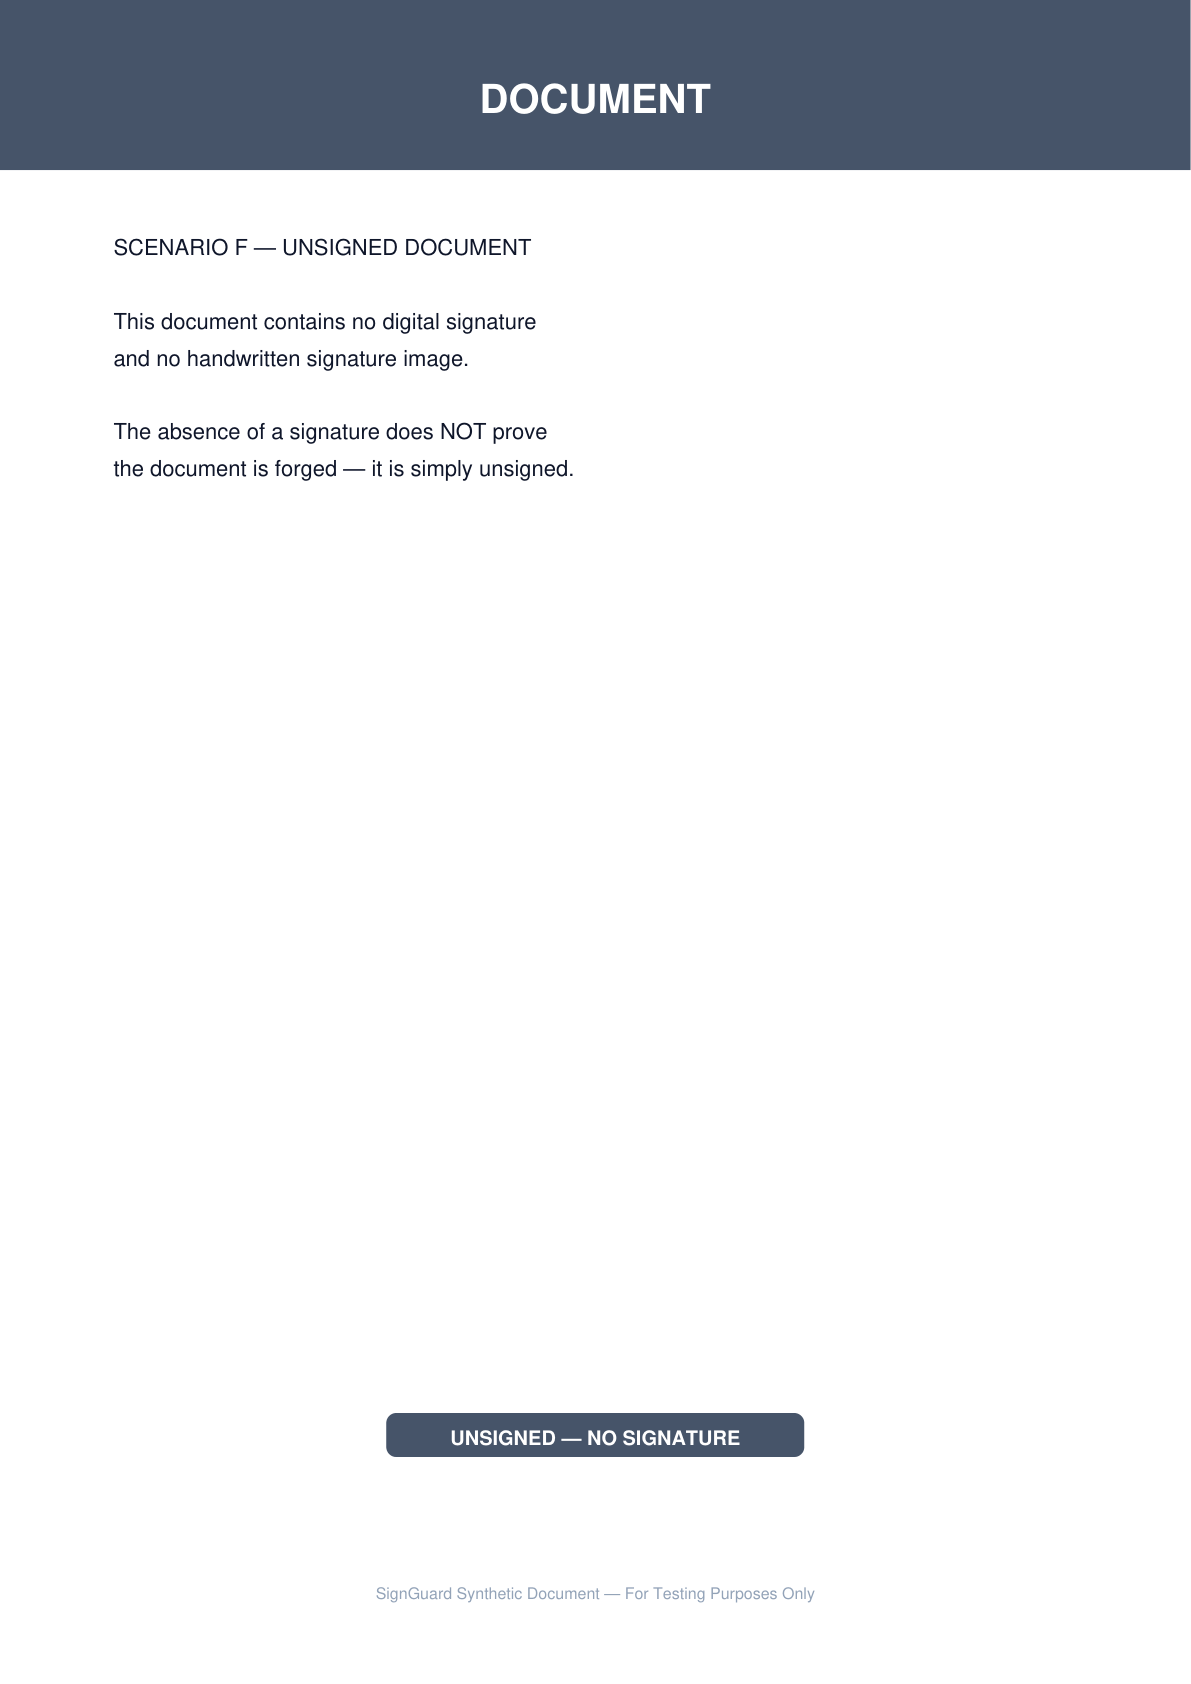 DOCUMENT
SCENARIO F — UNSIGNED DOCUMENT
This document contains no digital signature
and no handwritten signature image.
The absence of a signature does NOT prove
the document is forged — it is simply unsigned.
UNSIGNED — NO SIGNATURE
SignGuard Synthetic Document — For Testing Purposes Only